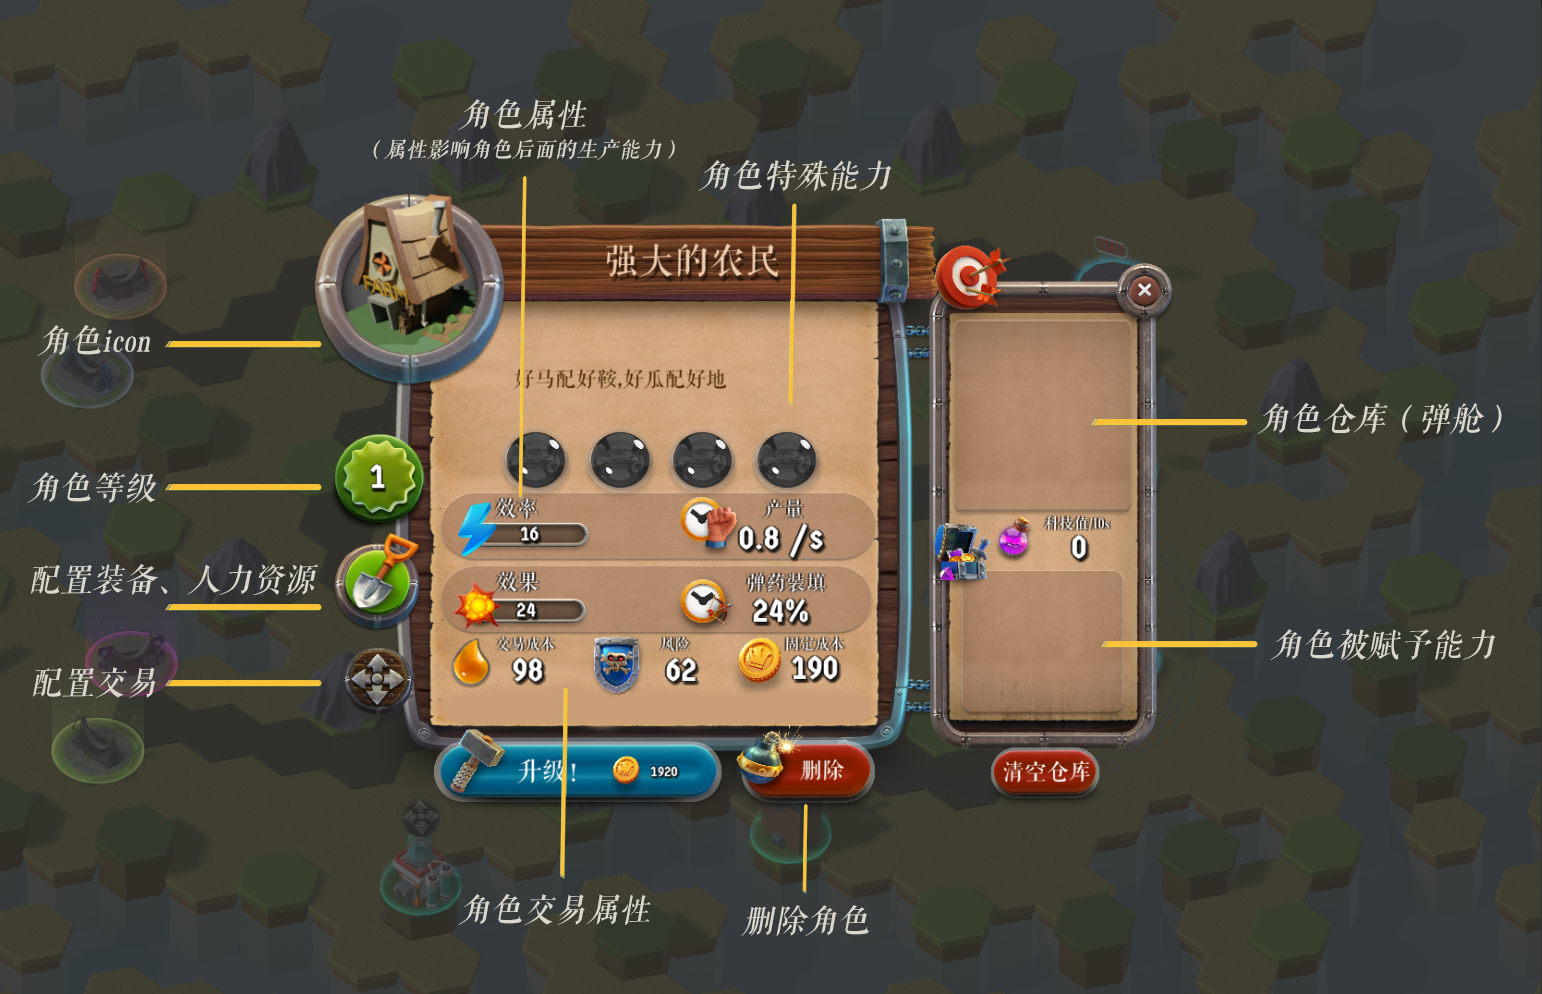 角色属性
（属性影响角色后面的生产能力）
角色特殊能力
强大的农民
FARM
角色icon
好马配好鞍,好瓜配好地
角色仓库（弹舱）
角色等级
1
效率
16
产量
0.8 /s
科技值/10s
0
配置装备、人力资源
效果
24
弹药装填
24%
交易成本
98
风险
62
固定成本
190
角色被赋予能力
配置交易
升级!
1920
删除
清空仓库
角色交易属性
删除角色